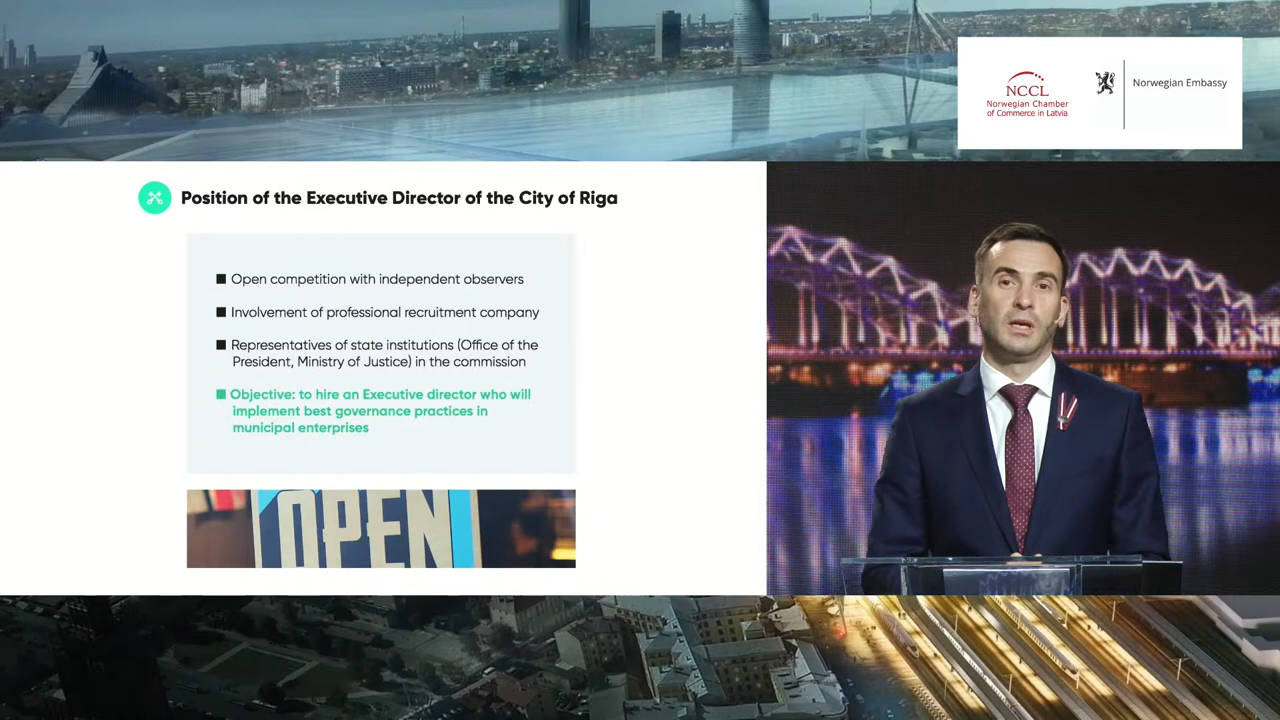 NCCL
Norwegian Chamber
of Commerce in Latvia
Norwegian Embassy
Position of the Executive Director of the City of Riga
■ Open competition with independent observers
■ Involvement of professional recruitment company
■ Representatives of state institutions (Office of the
President, Ministry of Justice) in the commission
■ Objective: to hire an Executive director who will
implement best governance practices in
municipal enterprises
OPEN